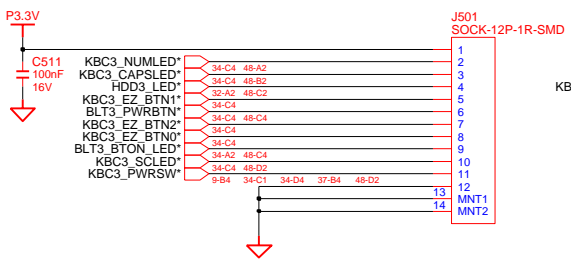 P3.3V
J501
SOCK-12P-1R-SMD
C511
100nF
16V
1
KBC3_NUMLED* 2
34-C4 48-A2
KBC3_CAPSLED* 3
34-C4 48-B2
HDD3_LED* 4
32-A2 48-C2
KBC3_EZ_BTN1* 5
34-C4
BLT3_PWRBTN* 6
34-C4 48-C4
KBC3_EZ_BTN2* 7
34-C4
KBC3_EZ_BTN0* 8
34-C4
BLT3_BTON_LED* 9
34-A2 48-C4
KBC3_SCLED* 10
34-C4 48-D2
KBC3_PWRSW* 11
9-B4 34-C1 34-D4 37-B4 48-D2
12
13 MNT1
14 MNT2
KB